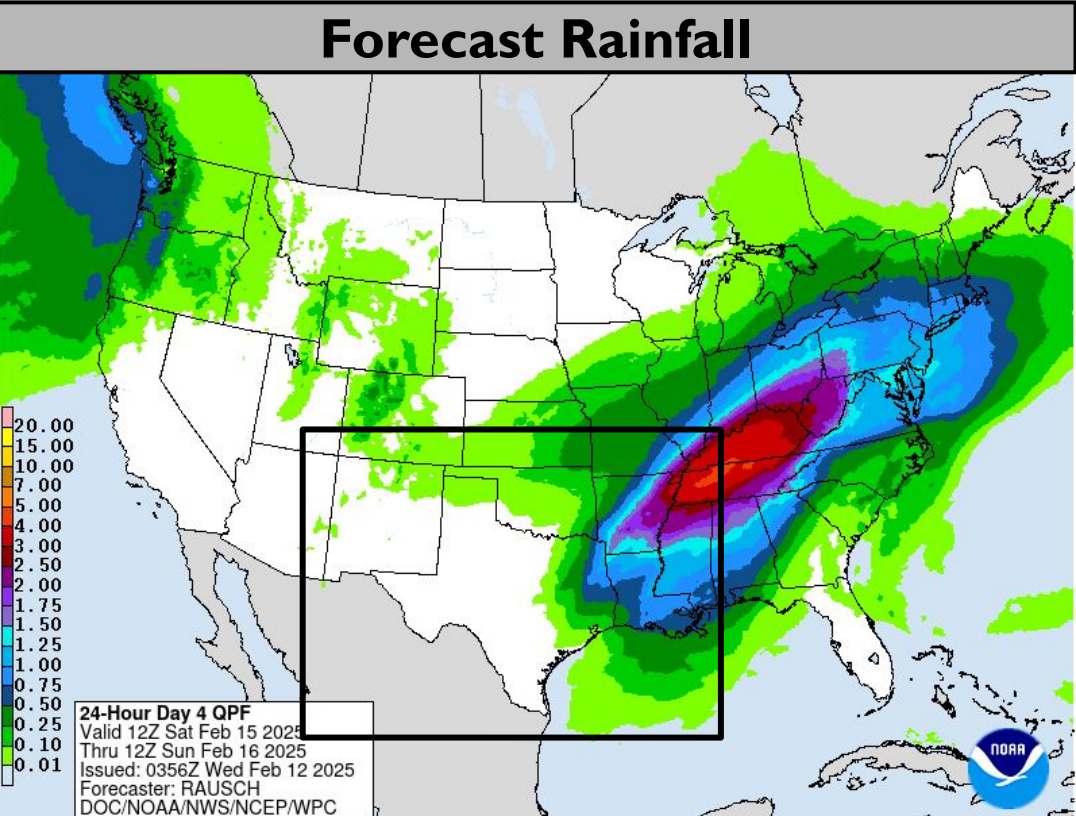 Forecast Rainfall
20.00
15.00
10.00
7.00
5.00
4.00
3.00
2.50
2.00
1.75
1.50
1.25
1.00
0.75
0.50
0.25
0.10
0.01
24-Hour Day 4 QPF
Valid 12Z Sat Feb 15 2025
Thru 12Z Sun Feb 16 2025
Issued: 0356Z Wed Feb 12 2025
Forecaster: RAUSCH
DOC/NOAA/NWS/NCEP/WPC
NOAA